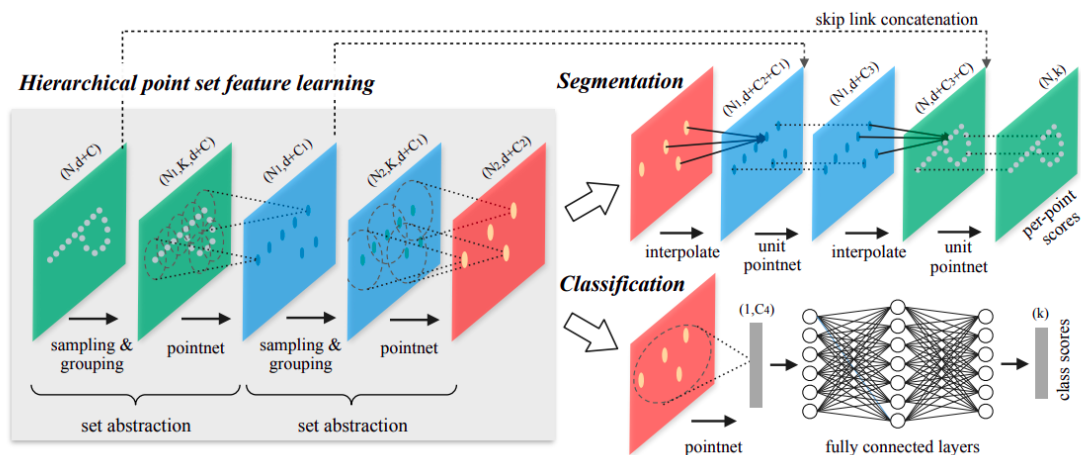 skip link concatenation
Hierarchical point set feature learning
(N,d+C)
(N1,K,d+C)
(N1,d+C1)
(N2,K,d+C1)
(N2,d+C2)
sampling &
grouping
pointnet
sampling &
grouping
pointnet
set abstraction
set abstraction
Segmentation
(N1,d+C2+C1)
(N1,d+C3)
(N,d+C3+C)
(N,k)
interpolate
unit
pointnet
interpolate
unit
pointnet
per-point
scores
Classification
(1,C4)
(k)
class scores
pointnet
fully connected layers